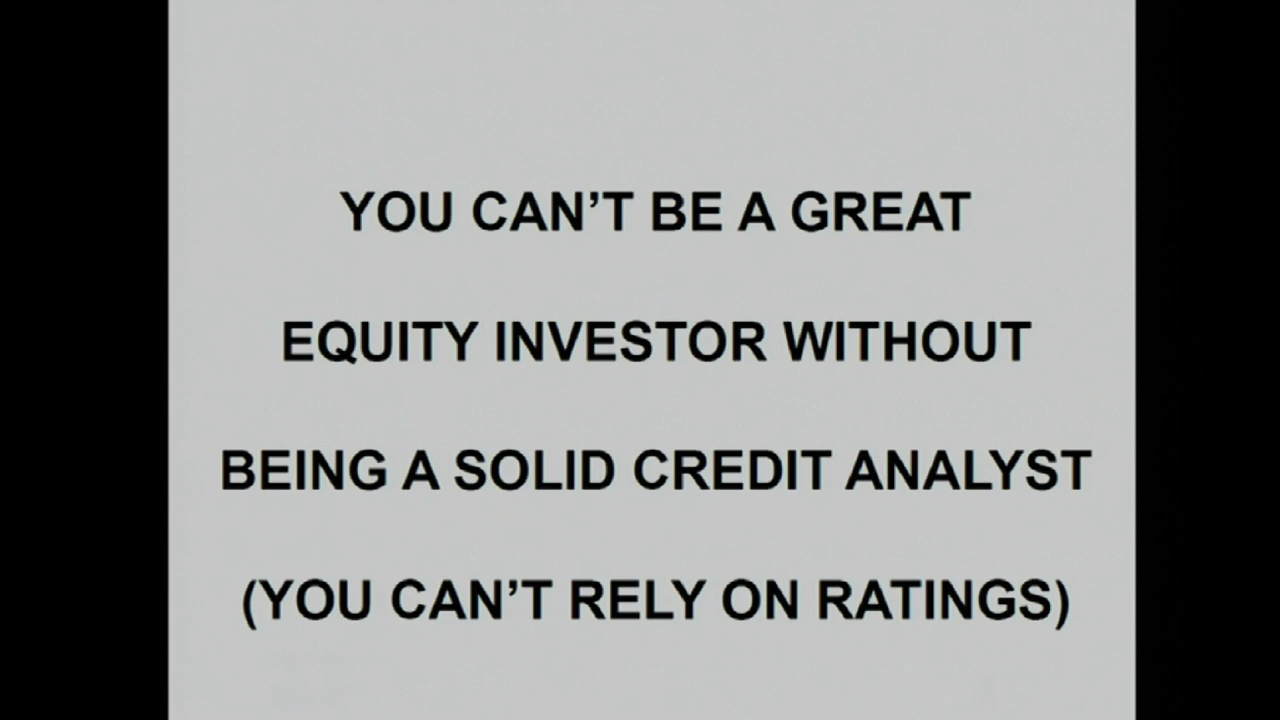 YOU CAN’T BE A GREAT
EQUITY INVESTOR WITHOUT
BEING A SOLID CREDIT ANALYST
(YOU CAN’T RELY ON RATINGS)